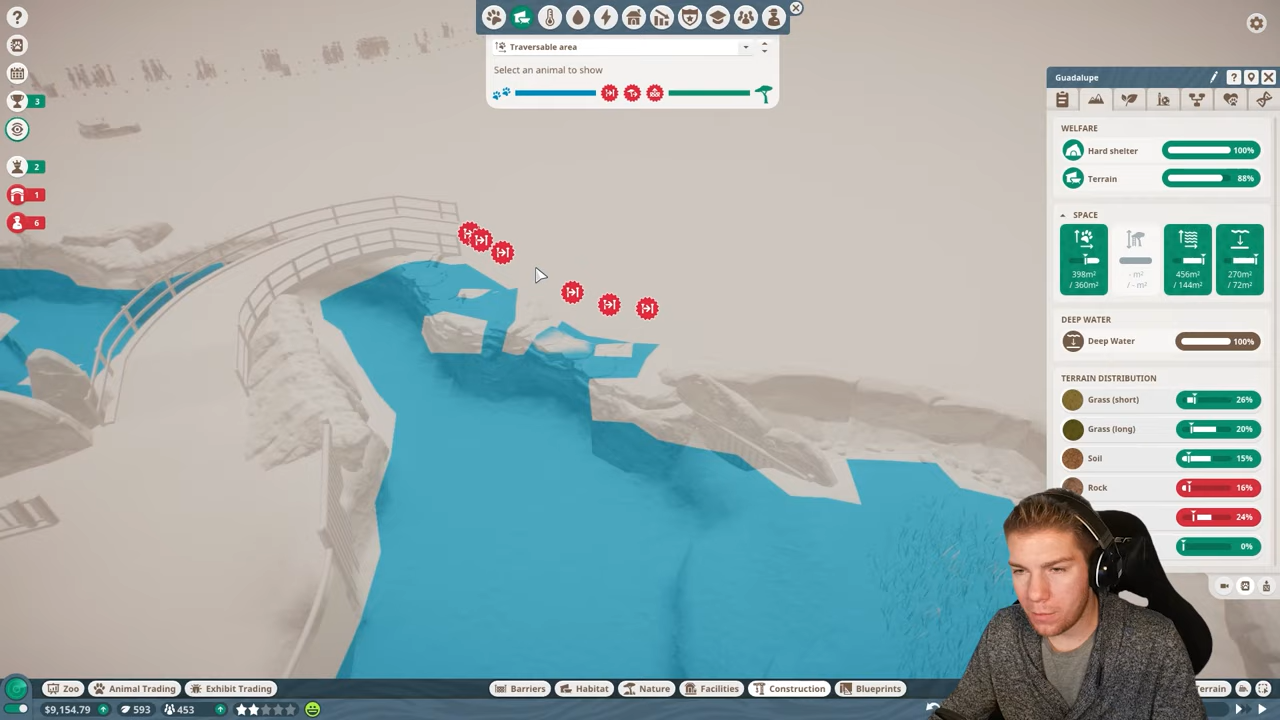 Traversable area
Select an animal to show
3
2
1
6
Guadalupe
WELFARE
Hard shelter 100%
Terrain 88%
SPACE
398m² / 360m²
- m² / - m²
456m² / 144m²
270m² / 72m²
DEEP WATER
Deep Water 100%
TERRAIN DISTRIBUTION
Grass (short) 26%
Grass (long) 20%
Soil 15%
Rock 16%
24%
0%
Zoo
Animal Trading
Exhibit Trading
Barriers
Habitat
Nature
Facilities
Construction
Blueprints
Terrain
$9,154.79
593
453